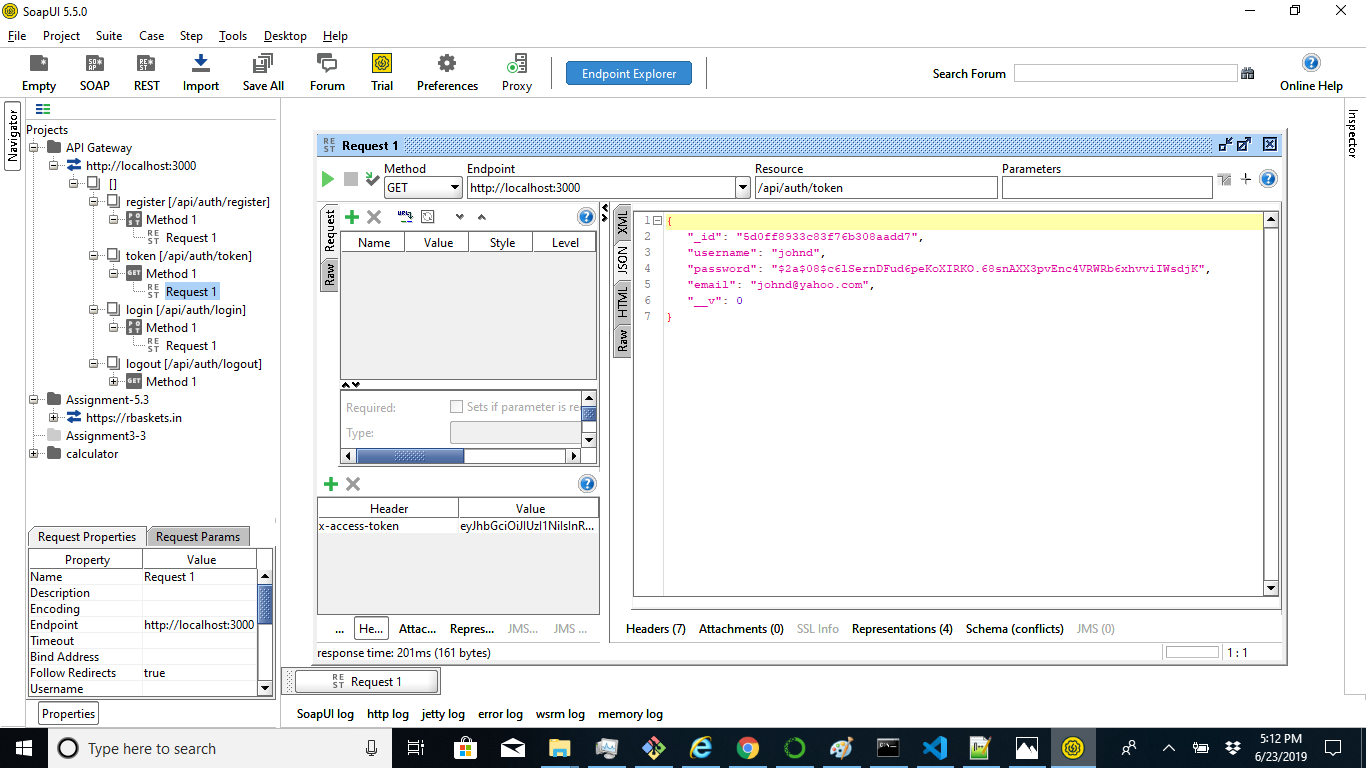 SoapUI 5.5.0
File Project Suite Case Step Tools Desktop Help
Empty SOAP REST Import Save All Forum Trial Preferences Proxy Endpoint Explorer Search Forum Online Help
Navigator
Inspector
Projects
API Gateway
http://localhost:3000
[]
register [/api/auth/register]
POST Method 1
REST Request 1
token [/api/auth/token]
GET Method 1
REST Request 1
login [/api/auth/login]
POST Method 1
REST Request 1
logout [/api/auth/logout]
GET Method 1
Assignment-5.3
https://rbaskets.in
Assignment3-3
calculator
Request Properties Request Params
Property Value
Name Request 1
Description
Encoding
Endpoint http://localhost:3000
Timeout
Bind Address
Follow Redirects true
Username
Properties
REST Request 1
Method Endpoint Resource Parameters
GET http://localhost:3000 /api/auth/token
Request
Raw
Name Value Style Level
Required: Sets if parameter is re
Type:
Header Value
x-access-token
... He... Attac... Repres... JMS... JMS ...
XML
JSON
HTML
Raw
1 {
2 "_id": "5d0ff8933c83f76b308aadd7",
3 "username": "johnd",
4 "password": "$2a$08$c6lSernDFud6peKoXIRKO.68snAXX3pvEnc4VRWRb6xhvviIWsdjK",
5 "email": "johnd@yahoo.com",
6 "__v": 0
7 }
Headers (7) Attachments (0) SSL Info Representations (4) Schema (conflicts) JMS (0)
response time: 201ms (161 bytes) 1 : 1
REST Request 1
SoapUI log http log jetty log error log wsrm log memory log
Type here to search
5:12 PM
6/23/2019